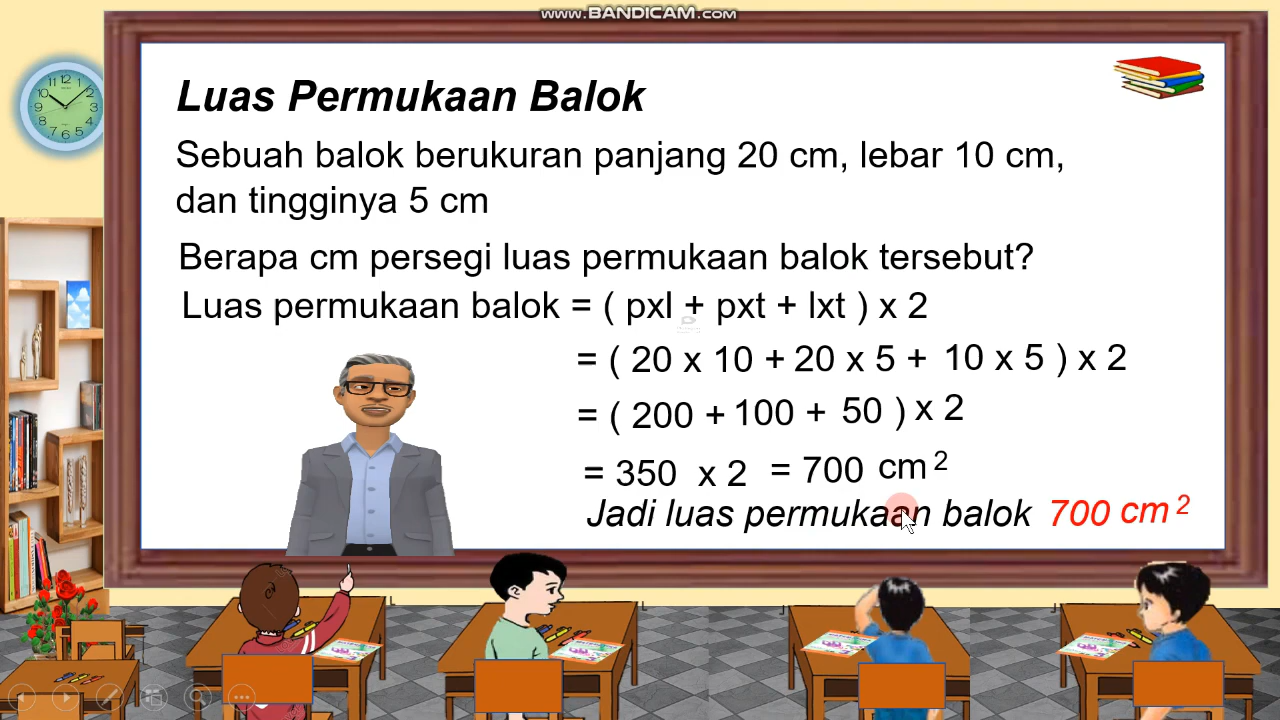 www.BANDICAM.com
Luas Permukaan Balok
Sebuah balok berukuran panjang 20 cm, lebar 10 cm,
dan tingginya 5 cm
Berapa cm persegi luas permukaan balok tersebut?
Luas permukaan balok = ( pxl + pxt + lxt ) x 2
= ( 20 x 10 + 20 x 5 + 10 x 5 ) x 2
= ( 200 + 100 + 50 ) x 2
= 350 x 2 = 700 cm 2
Jadi luas permukaan balok 700 cm 2